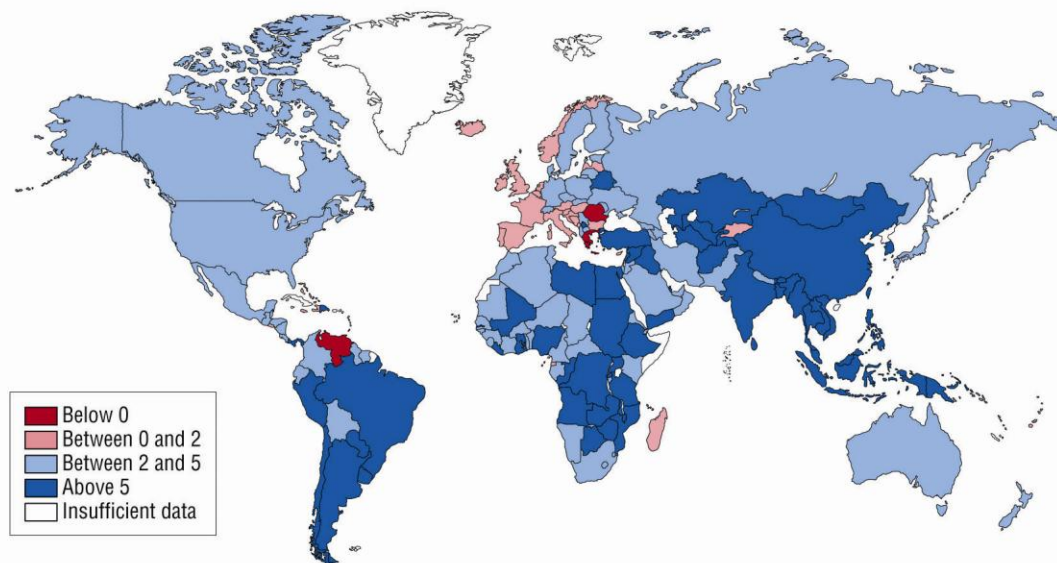 Below 0
Between 0 and 2
Between 2 and 5
Above 5
Insufficient data